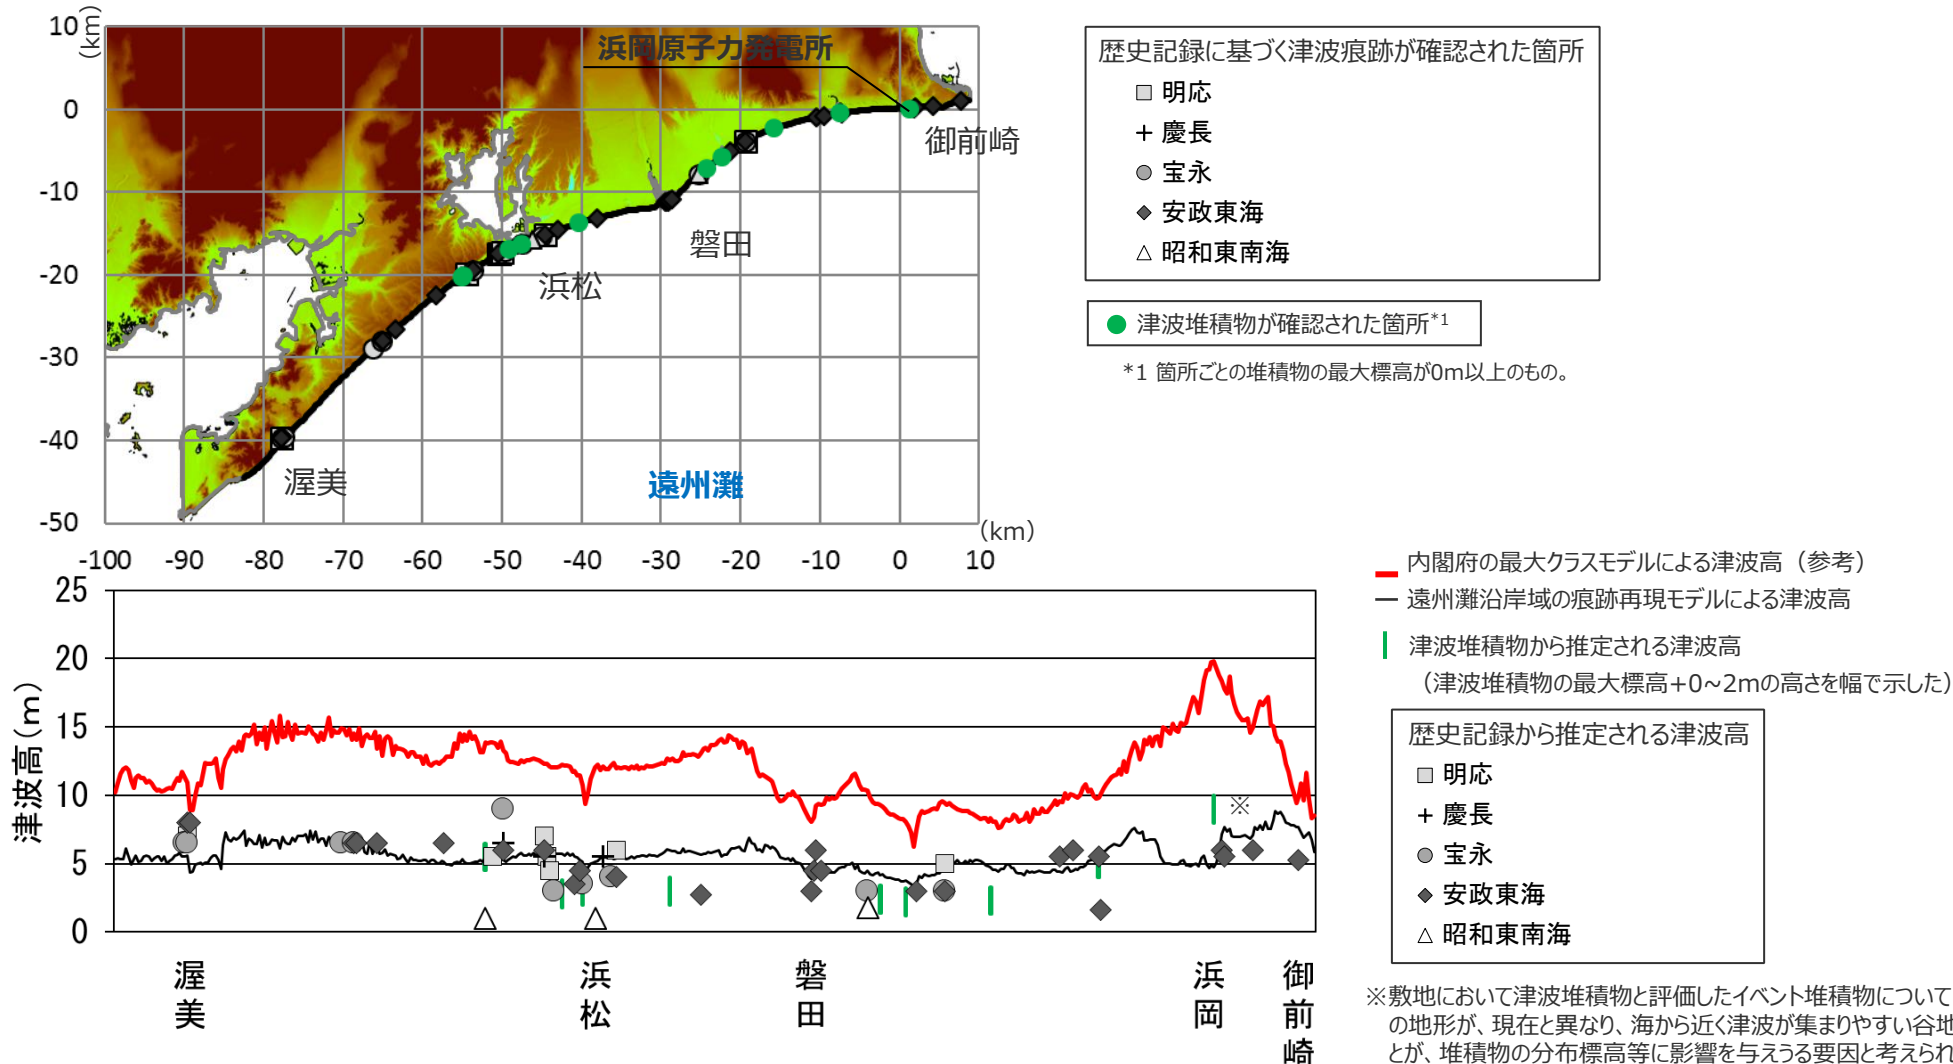 10
(km)
浜岡原子力発電所
0
御前崎
-10
磐田
-20
浜松
-30
-40
渥美
遠州灘
-50
(km)
-100 -90 -80 -70 -60 -50 -40 -30 -20 -10 0 10
歴史記録に基づく津波痕跡が確認された箇所
□ 明応
+ 慶長
○ 宝永
◆ 安政東海
△ 昭和東南海
● 津波堆積物が確認された箇所*1
*1 箇所ごとの堆積物の最大標高が0m以上のもの。
津波高(m)
25
20
15
10
5
0
※
渥美
浜松
磐田
浜岡
御前崎
内閣府の最大クラスモデルによる津波高（参考）
遠州灘沿岸域の痕跡再現モデルによる津波高
津波堆積物から推定される津波高
（津波堆積物の最大標高+0~2mの高さを幅で示した）
歴史記録から推定される津波高
□ 明応
+ 慶長
○ 宝永
◆ 安政東海
△ 昭和東南海
※敷地において津波堆積物と評価したイベント堆積物について
の地形が、現在と異なり、海から近く津波が集まりやすい谷地
とが、堆積物の分布標高等に影響を与えうる要因と考えられ